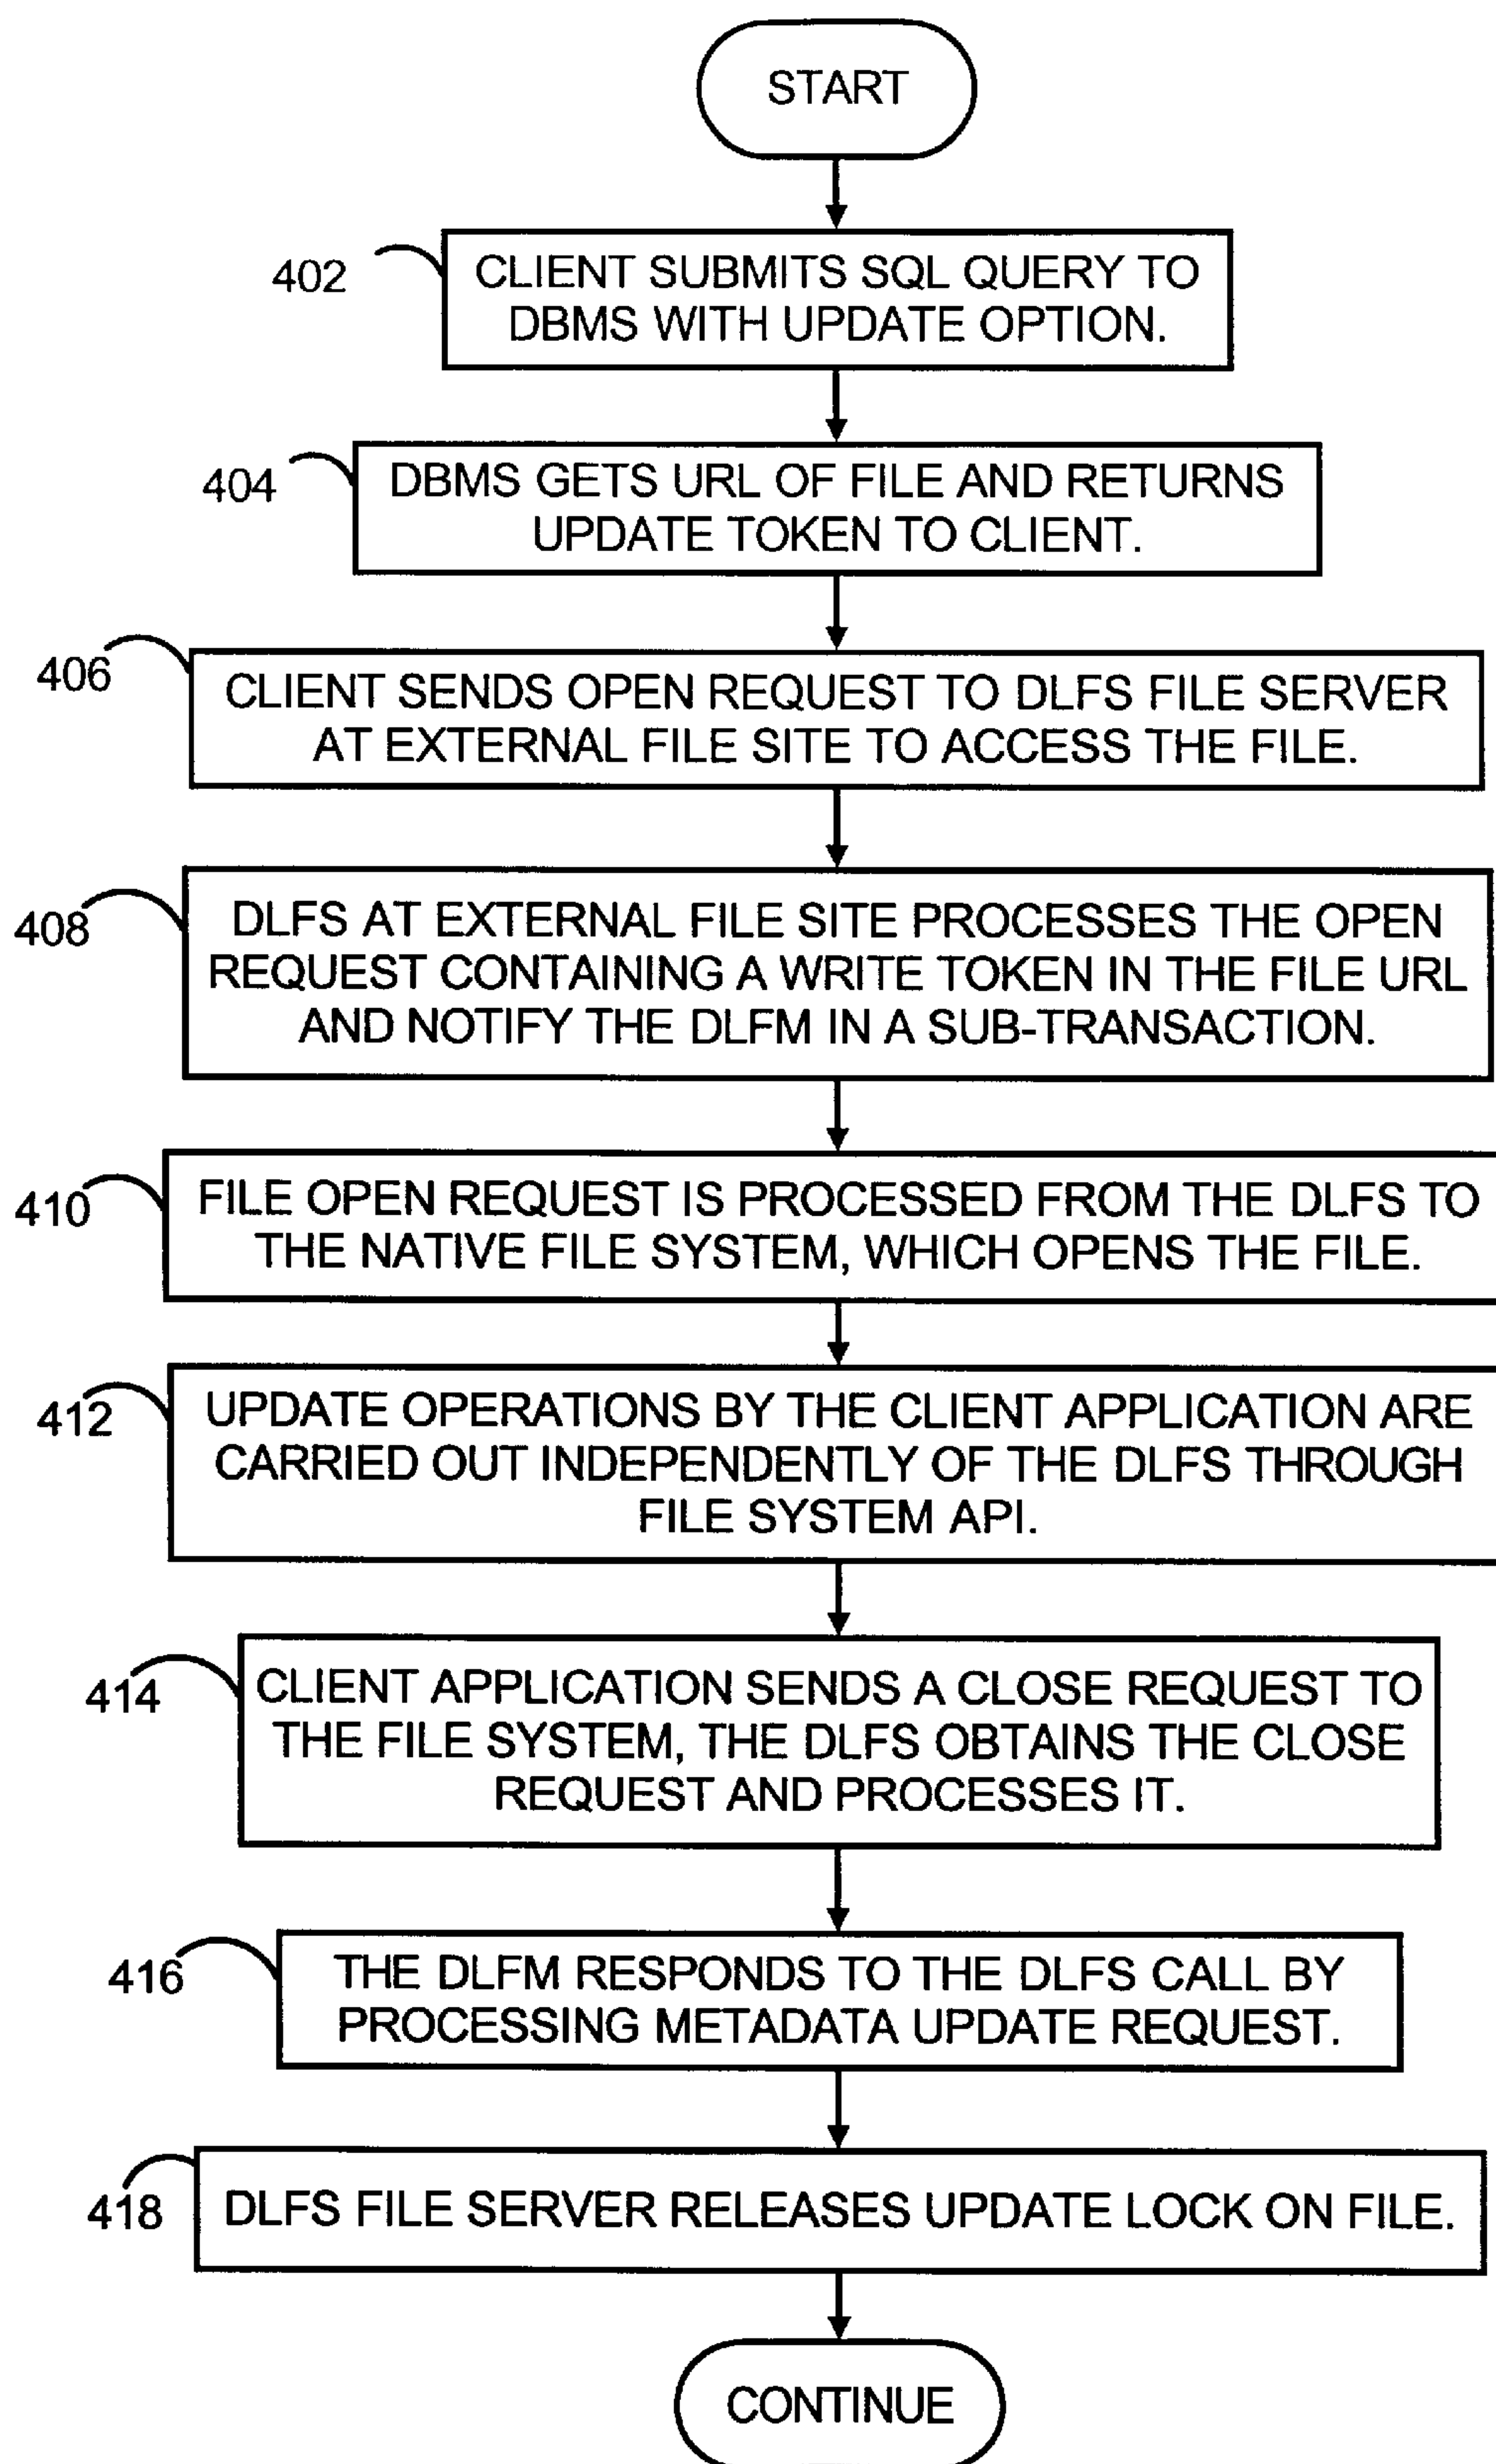 START
402
CLIENT SUBMITS SQL QUERY TO
DBMS WITH UPDATE OPTION.
404
DBMS GETS URL OF FILE AND RETURNS
UPDATE TOKEN TO CLIENT.
406
CLIENT SENDS OPEN REQUEST TO DLFS FILE SERVER
AT EXTERNAL FILE SITE TO ACCESS THE FILE.
408
DLFS AT EXTERNAL FILE SITE PROCESSES THE OPEN
REQUEST CONTAINING A WRITE TOKEN IN THE FILE URL
AND NOTIFY THE DLFM IN A SUB-TRANSACTION.
410
FILE OPEN REQUEST IS PROCESSED FROM THE DLFS TO
THE NATIVE FILE SYSTEM, WHICH OPENS THE FILE.
412
UPDATE OPERATIONS BY THE CLIENT APPLICATION ARE
CARRIED OUT INDEPENDENTLY OF THE DLFS THROUGH
FILE SYSTEM API.
414
CLIENT APPLICATION SENDS A CLOSE REQUEST TO
THE FILE SYSTEM, THE DLFS OBTAINS THE CLOSE
REQUEST AND PROCESSES IT.
416
THE DLFM RESPONDS TO THE DLFS CALL BY
PROCESSING METADATA UPDATE REQUEST.
418
DLFS FILE SERVER RELEASES UPDATE LOCK ON FILE.
CONTINUE